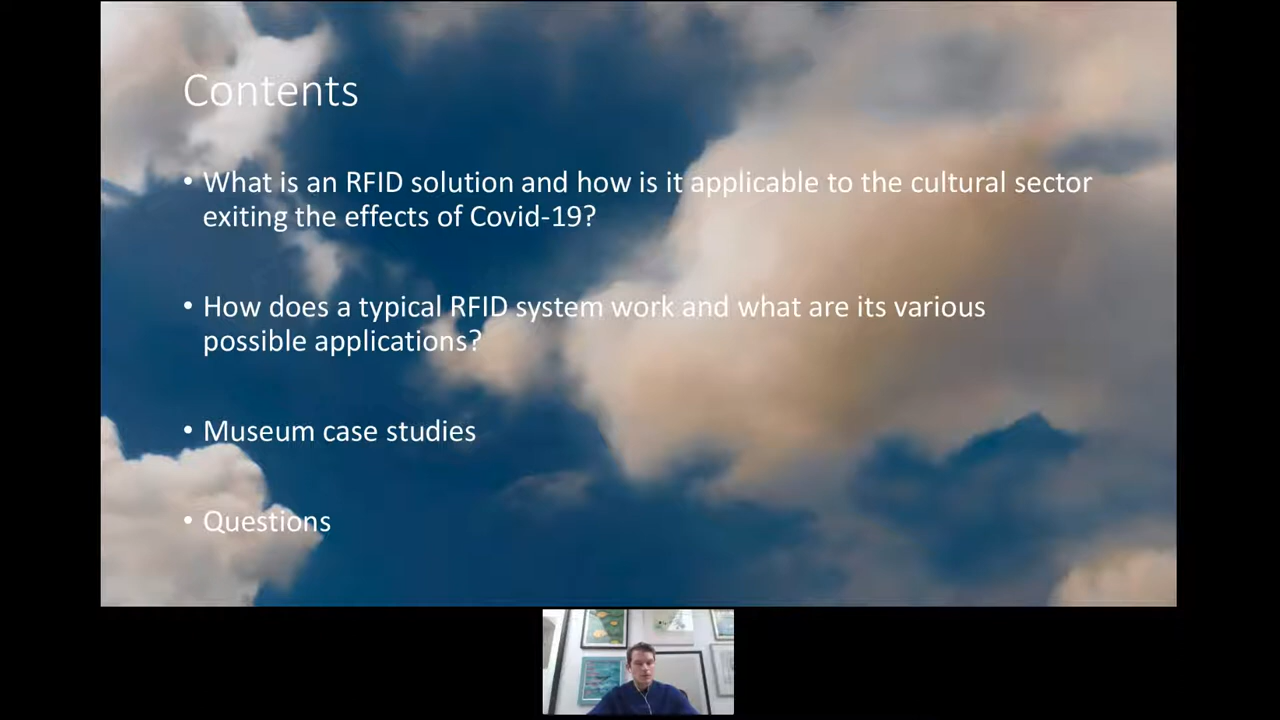 Contents
• What is an RFID solution and how is it applicable to the cultural sector
exiting the effects of Covid-19?
• How does a typical RFID system work and what are its various
possible applications?
• Museum case studies
• Questions